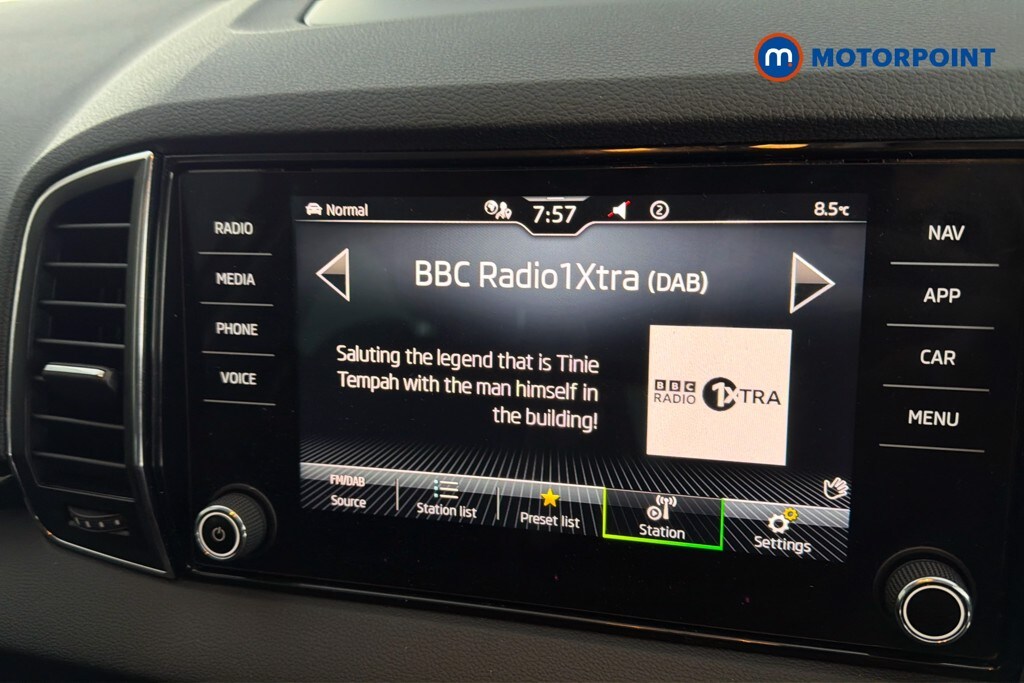 m MOTORPOINT
Normal
7:57
2
8.5°C
RADIO
MEDIA
PHONE
VOICE
BBC Radio1Xtra (DAB)
Saluting the legend that is Tinie
Tempah with the man himself in
the building!
BBC
RADIO
1XTRA
FM/DAB
Source
Station list
Preset list
Station
Settings
NAV
APP
CAR
MENU